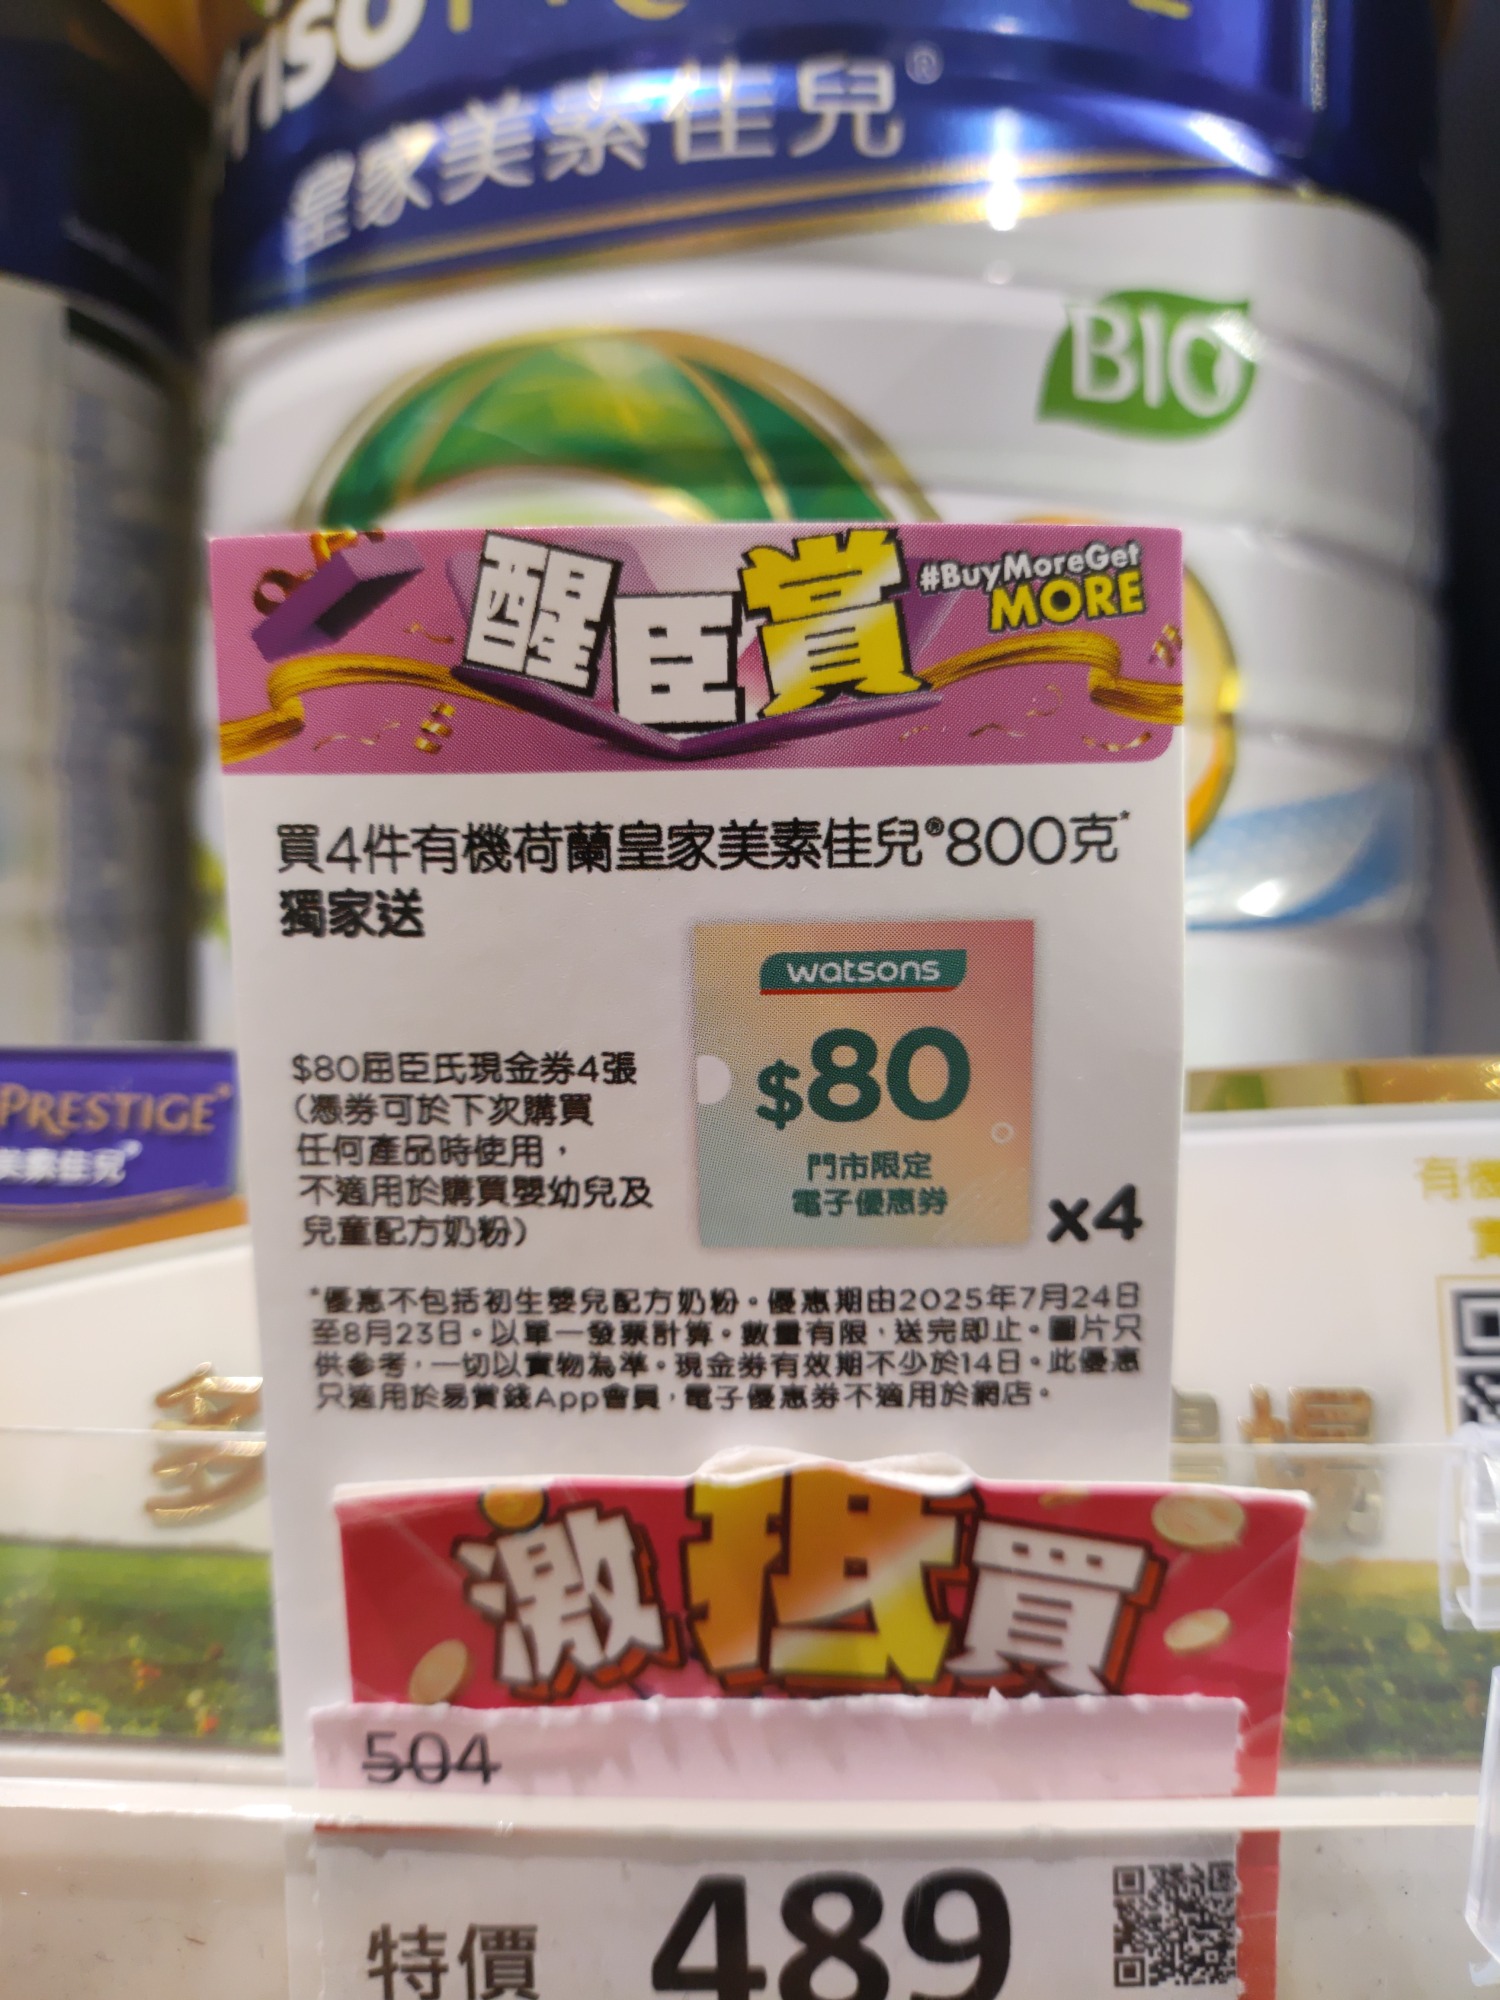 皇家美素佳兒®
BIO
醒臣賞
#BuyMoreGet
MORE
買4件有機荷蘭皇家美素佳兒®800克*
獨家送
watsons
$80
門市限定
電子優惠券
x4
$80屈臣氏現金券4張
（憑券可於下次購買
任何產品時使用，
不適用於購買嬰幼兒及
兒童配方奶粉）
*優惠不包括初生嬰兒配方奶粉。優惠期由2025年7月24日
至8月23日。以單一發票計算。數量有限，送完即止。圖片只
供參考，一切以實物為準。現金券有效期不少於14日。此優惠
只適用於易賞錢App會員，電子優惠券不適用於網店。
PRESTIGE
美素佳兒
多
有機
激抵買
504
特價
489